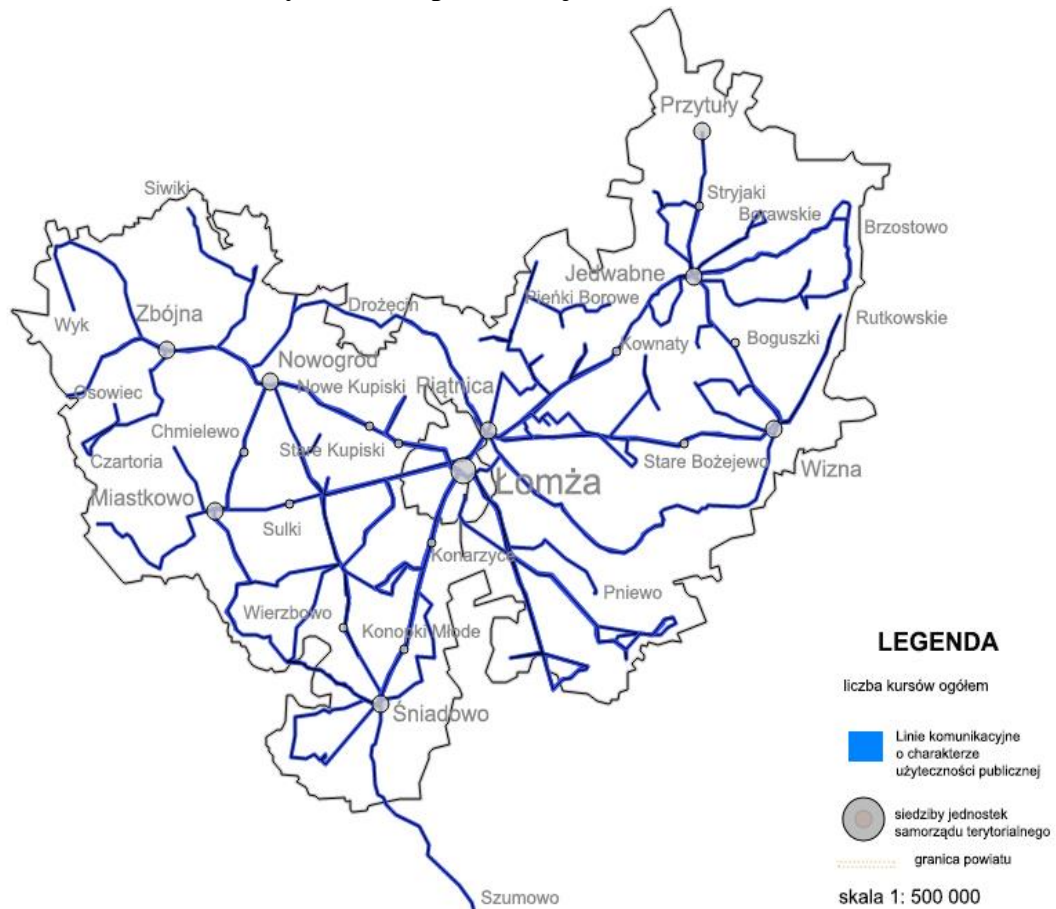 Przytuły
Siwiki
Stryjaki
Borawskie
Brzostowo
Jedwabne
Pieńki Borowe
Drożęcin
Wyk
Zbójna
Rutkowskie
Boguszki
Kownaty
Nowogród
Nowe Kupiski
Piątnica
Osowiec
Chmielewo
Stare Kupiski
Czartoria
Stare Bożejewo
Wizna
Łomża
Miastkowo
Sulki
Konarzyce
Pniewo
Wierzbowo
Konopki Młode
Śniadowo
Szumowo
LEGENDA
liczba kursów ogółem
Linie komunikacyjne
o charakterze
użyteczności publicznej
siedziby jednostek
samorządu terytorialnego
granica powiatu
skala 1: 500 000